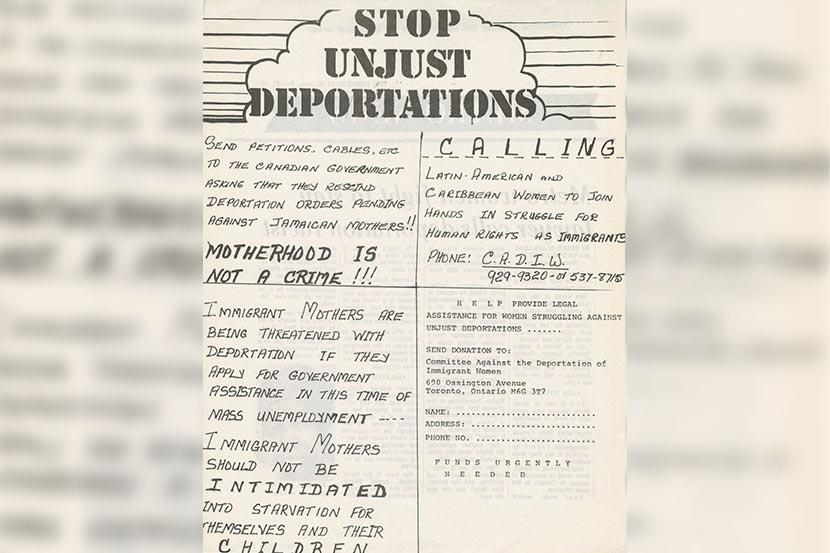 STOP
UNJUST
DEPORTATIONS
SEND PETITIONS, CABLES, ETC
TO THE CANADIAN GOVERNMENT
ASKING THAT THEY RESCIND
DEPORTATION ORDERS PENDING
AGAINST JAMAICAN MOTHERS!!
MOTHERHOOD IS
NOT A CRIME!!!
CALLING
LATIN-AMERICAN AND
CARIBBEAN WOMEN TO JOIN
HANDS IN STRUGGLE FOR
HUMAN RIGHTS AS IMMIGRANTS
PHONE: C.A.D.I.W.
929-9320-or 537-8715
IMMIGRANT MOTHERS ARE
BEING THREATENED WITH
DEPORTATION IF THEY
APPLY FOR GOVERNMENT
ASSISTANCE IN THIS TIME OF
MASS UNEMPLOYMENT ----
IMMIGRANT MOTHERS
SHOULD NOT BE
INTIMIDATED
INTO STARVATION FOR
THEMSELVES AND THEIR
CHILDREN
HELP PROVIDE LEGAL
ASSISTANCE FOR WOMEN STRUGGLING AGAINST
UNJUST DEPORTATIONS .......
SEND DONATION TO:
Committee Against the Deportation of
Immigrant Women
690 Ossington Avenue
Toronto, Ontario M6G 3T7
NAME: ............................
ADDRESS: .........................
PHONE NO. ........................
FUNDS URGENTLY
NEEDED